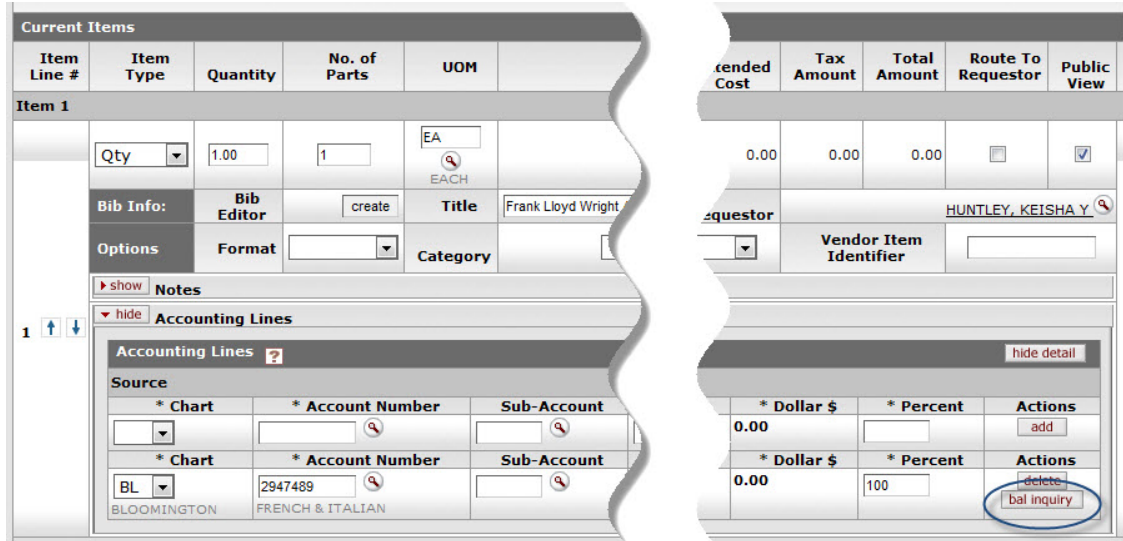 Current Items
Item Line # Item Type Quantity No. of Parts UOM tended Cost Tax Amount Total Amount Route To Requestor Public View
Item 1
Qty 1.00 1 EA 0.00 0.00 0.00
EACH
Bib Info: Bib Editor create Title Frank Lloyd Wright HUNTLEY, KEISHA Y
Options Format Category Vendor Item Identifier
show Notes
hide Accounting Lines
1
Accounting Lines ? hide detail
Source
* Chart * Account Number Sub-Account * Dollar $ * Percent Actions
0.00 add
* Chart * Account Number Sub-Account * Dollar $ * Percent Actions
BL 2947489 0.00 100 delete
bal inquiry
BLOOMINGTON FRENCH & ITALIAN